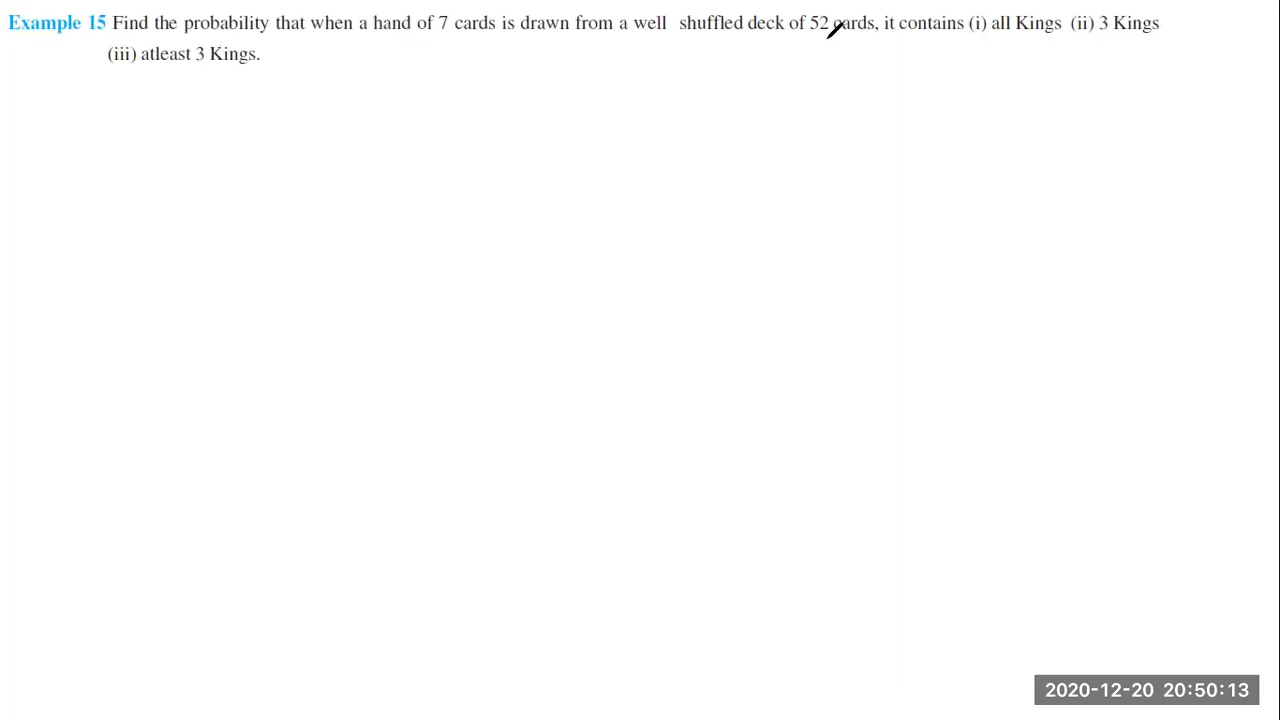 Example 15 Find the probability that when a hand of 7 cards is drawn from a well shuffled deck of 52 cards, it contains (i) all Kings (ii) 3 Kings
(iii) atleast 3 Kings.
2020-12-20 20:50:13